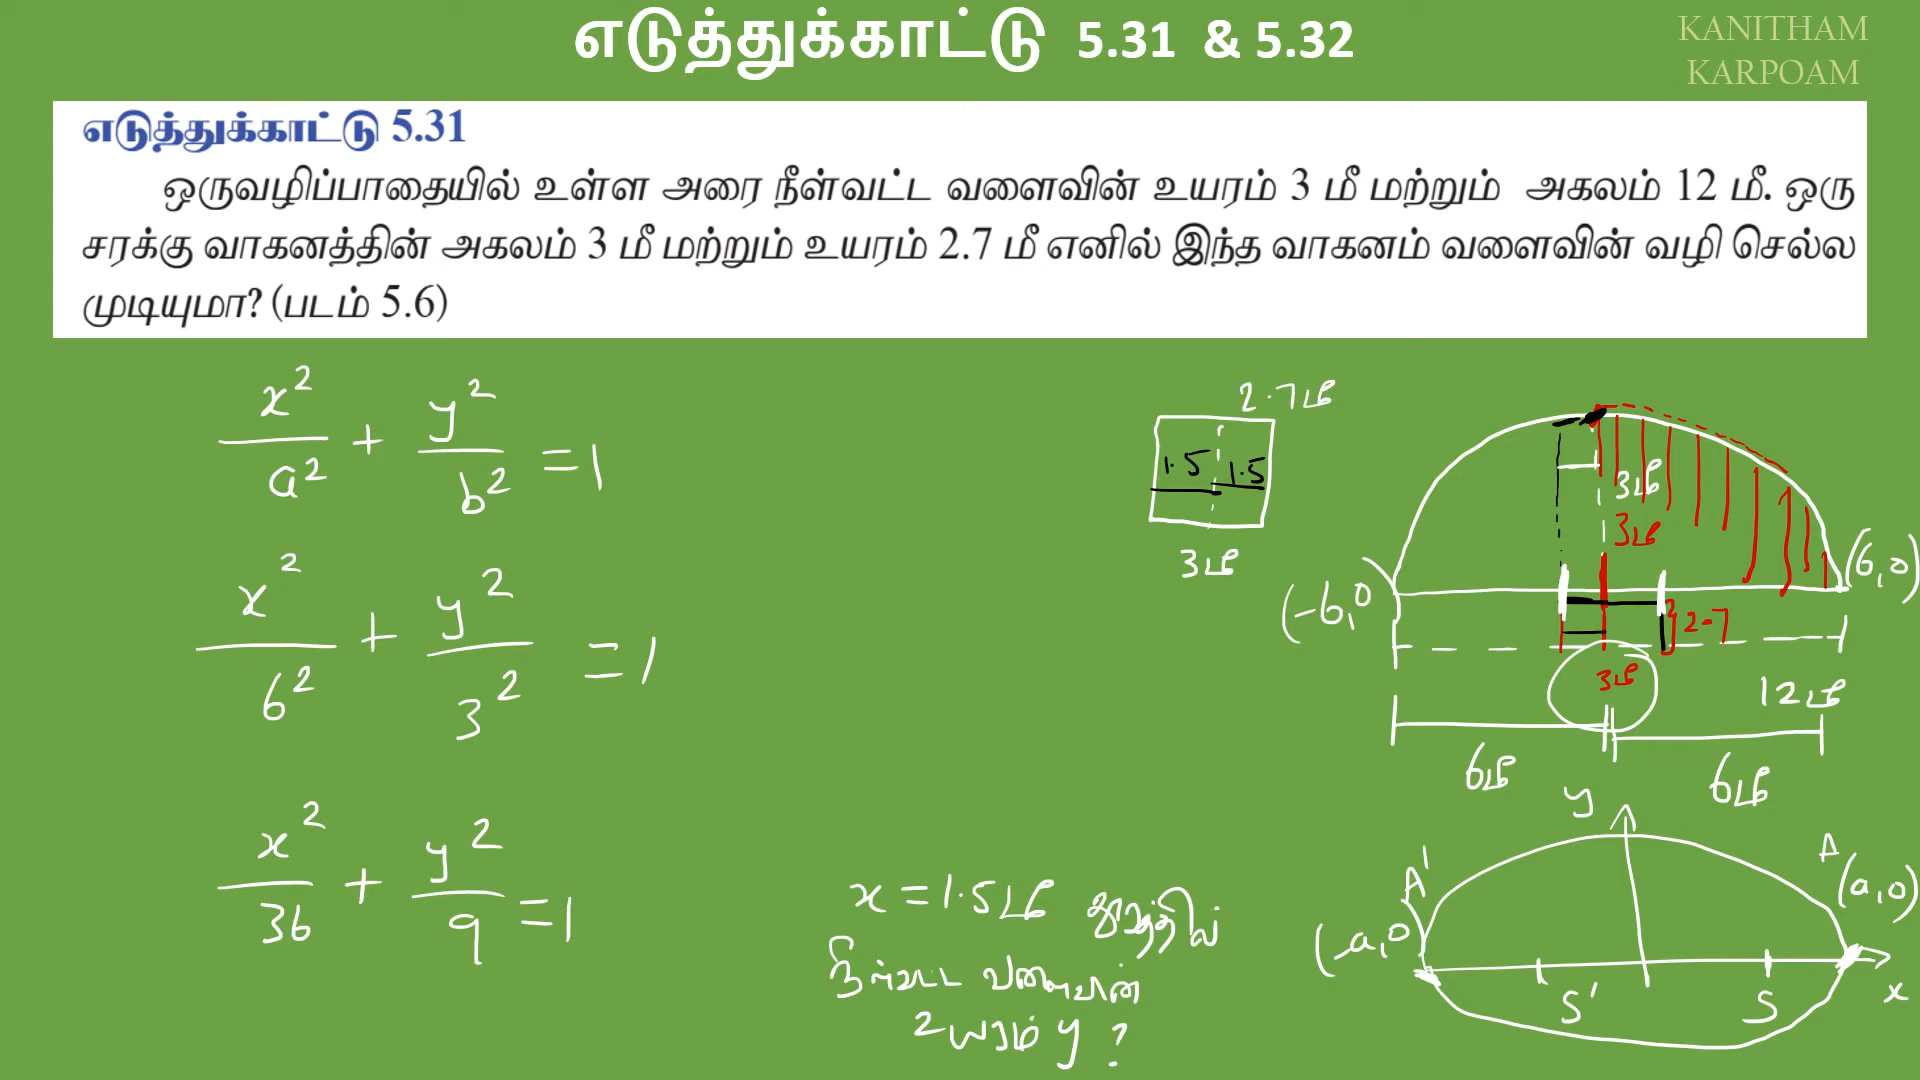 எடுத்துக்காட்டு 5.31 & 5.32
KANITHAM
KARPOAM
எடுத்துக்காட்டு 5.31
ஒருவழிப்பாதையில் உள்ள அரை நீள்வட்ட வளைவின் உயரம் 3 மீ மற்றும் அகலம் 12 மீ. ஒரு
சரக்கு வாகனத்தின் அகலம் 3 மீ மற்றும் உயரம் 2.7 மீ எனில் இந்த வாகனம் வளைவின் வழி செல்ல
முடியுமா? (படம் 5.6)
x²/a² + y²/b² = 1
x²/6² + y²/3² = 1
x²/36 + y²/9 = 1
2.7மீ
1.5 1.5
3மீ
3மீ
3மீ
(-6,0
(6,0)
2.7
3மீ
12மீ
6மீ
6மீ
x = 1.5மீ தூரத்தில்
நீள்வட்ட வளைவின்
உயரம் y ?
y
A'
A
(-a,0
(a,0)
S'
S
x